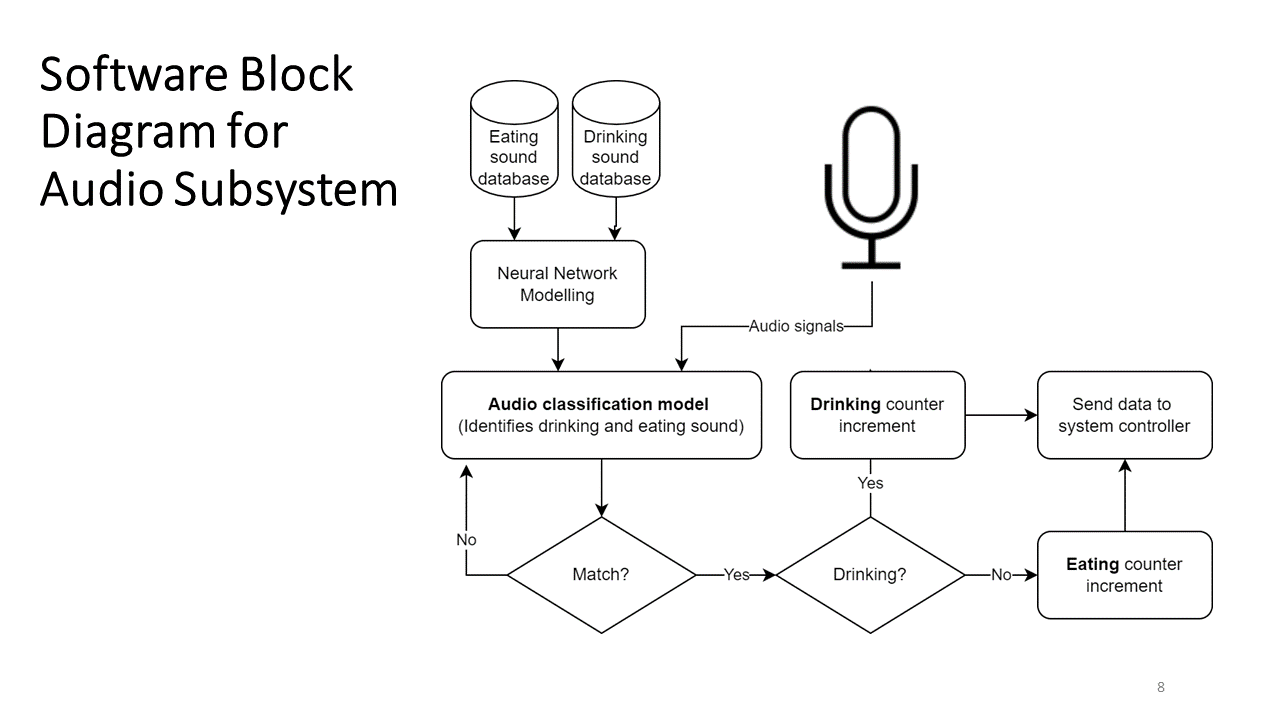 Software Block
Diagram for
Audio Subsystem
Eating
sound
database
Drinking
sound
database
Neural Network
Modelling
Audio signals
Audio classification model
(Identifies drinking and eating sound)
Drinking counter
increment
Send data to
system controller
Yes
No
Match?
Yes
Drinking?
No
Eating counter
increment
8